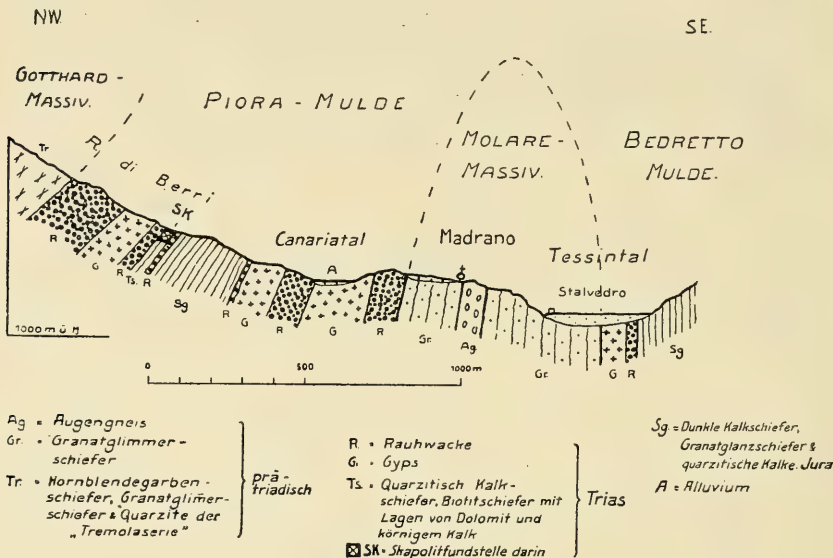 NW.
SE.
GOTTHARD-
MASSIV.
PIORA - MULDE
MOLARE-
MASSIV.
BEDRETTO
MULDE.
Tr
R. di Berri
SK
Canariatal
A
Madrano
Tessintal
Stalvedro
R
G
R
Ts.
R
Sg
R
G
R
G
R
Gr.
Ag
Gr.
G
R
Sg
1000 m ü M
0 500 1000 m
Ag = Augengneis
Gr. = Granatglimmer-
schiefer
Tr. = Hornblendegarben-
schiefer, Granatglimer-
schiefer & Quarzite der
„Tremolaserie"
prä-
triadisch
R = Rauhwacke
G. = Gyps
Ts = Quarzitisch Kalk-
schiefer, Biotitschiefer mit
Lagen von Dolomit und
körnigem Kalk
SK = Skapolitfundstelle darin
Trias
Sg. = Dunkle Kalkschiefer,
Granatglanzschiefer &
quarzitische Kalke. Jura
A = Alluvium